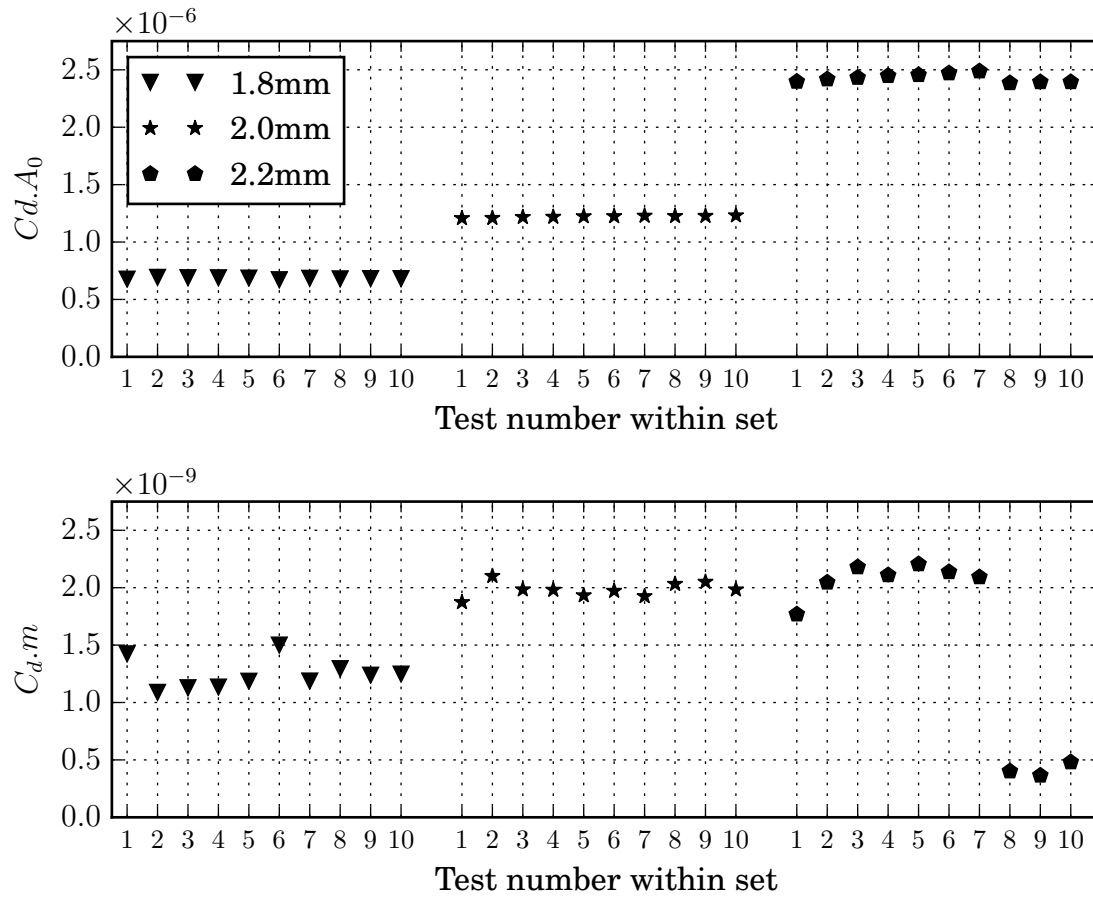 ×10⁻⁶
2.5
2.0
1.5
1.0
0.5
0.0
Cd.A₀
1.8mm
2.0mm
2.2mm
1 2 3 4 5 6 7 8 9 10 1 2 3 4 5 6 7 8 9 10 1 2 3 4 5 6 7 8 9 10
Test number within set
×10⁻⁹
2.5
2.0
1.5
1.0
0.5
0.0
C_d.m
1 2 3 4 5 6 7 8 9 10 1 2 3 4 5 6 7 8 9 10 1 2 3 4 5 6 7 8 9 10
Test number within set